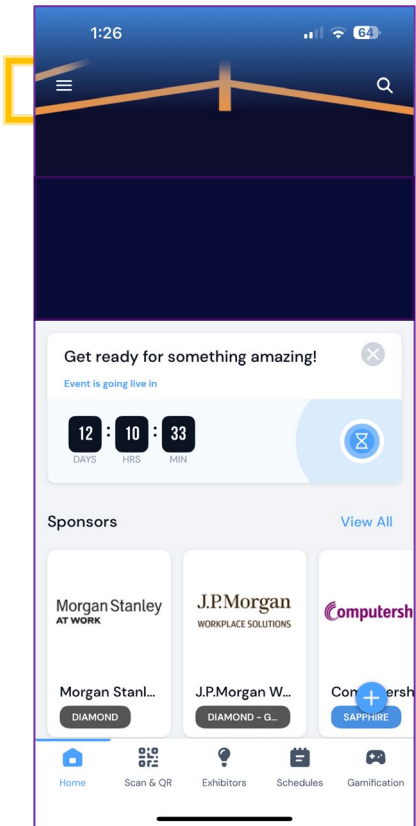 1:26
64
Get ready for something amazing!
Event is going live in
12 : 10 : 33
DAYS HRS MIN
Sponsors View All
Morgan Stanley
AT WORK
J.P.Morgan
WORKPLACE SOLUTIONS
Computersh
Morgan Stanl... J.P.Morgan W... Com ersh
DIAMOND DIAMOND - G... SAPPHIRE
Home Scan & QR Exhibitors Schedules Gamification